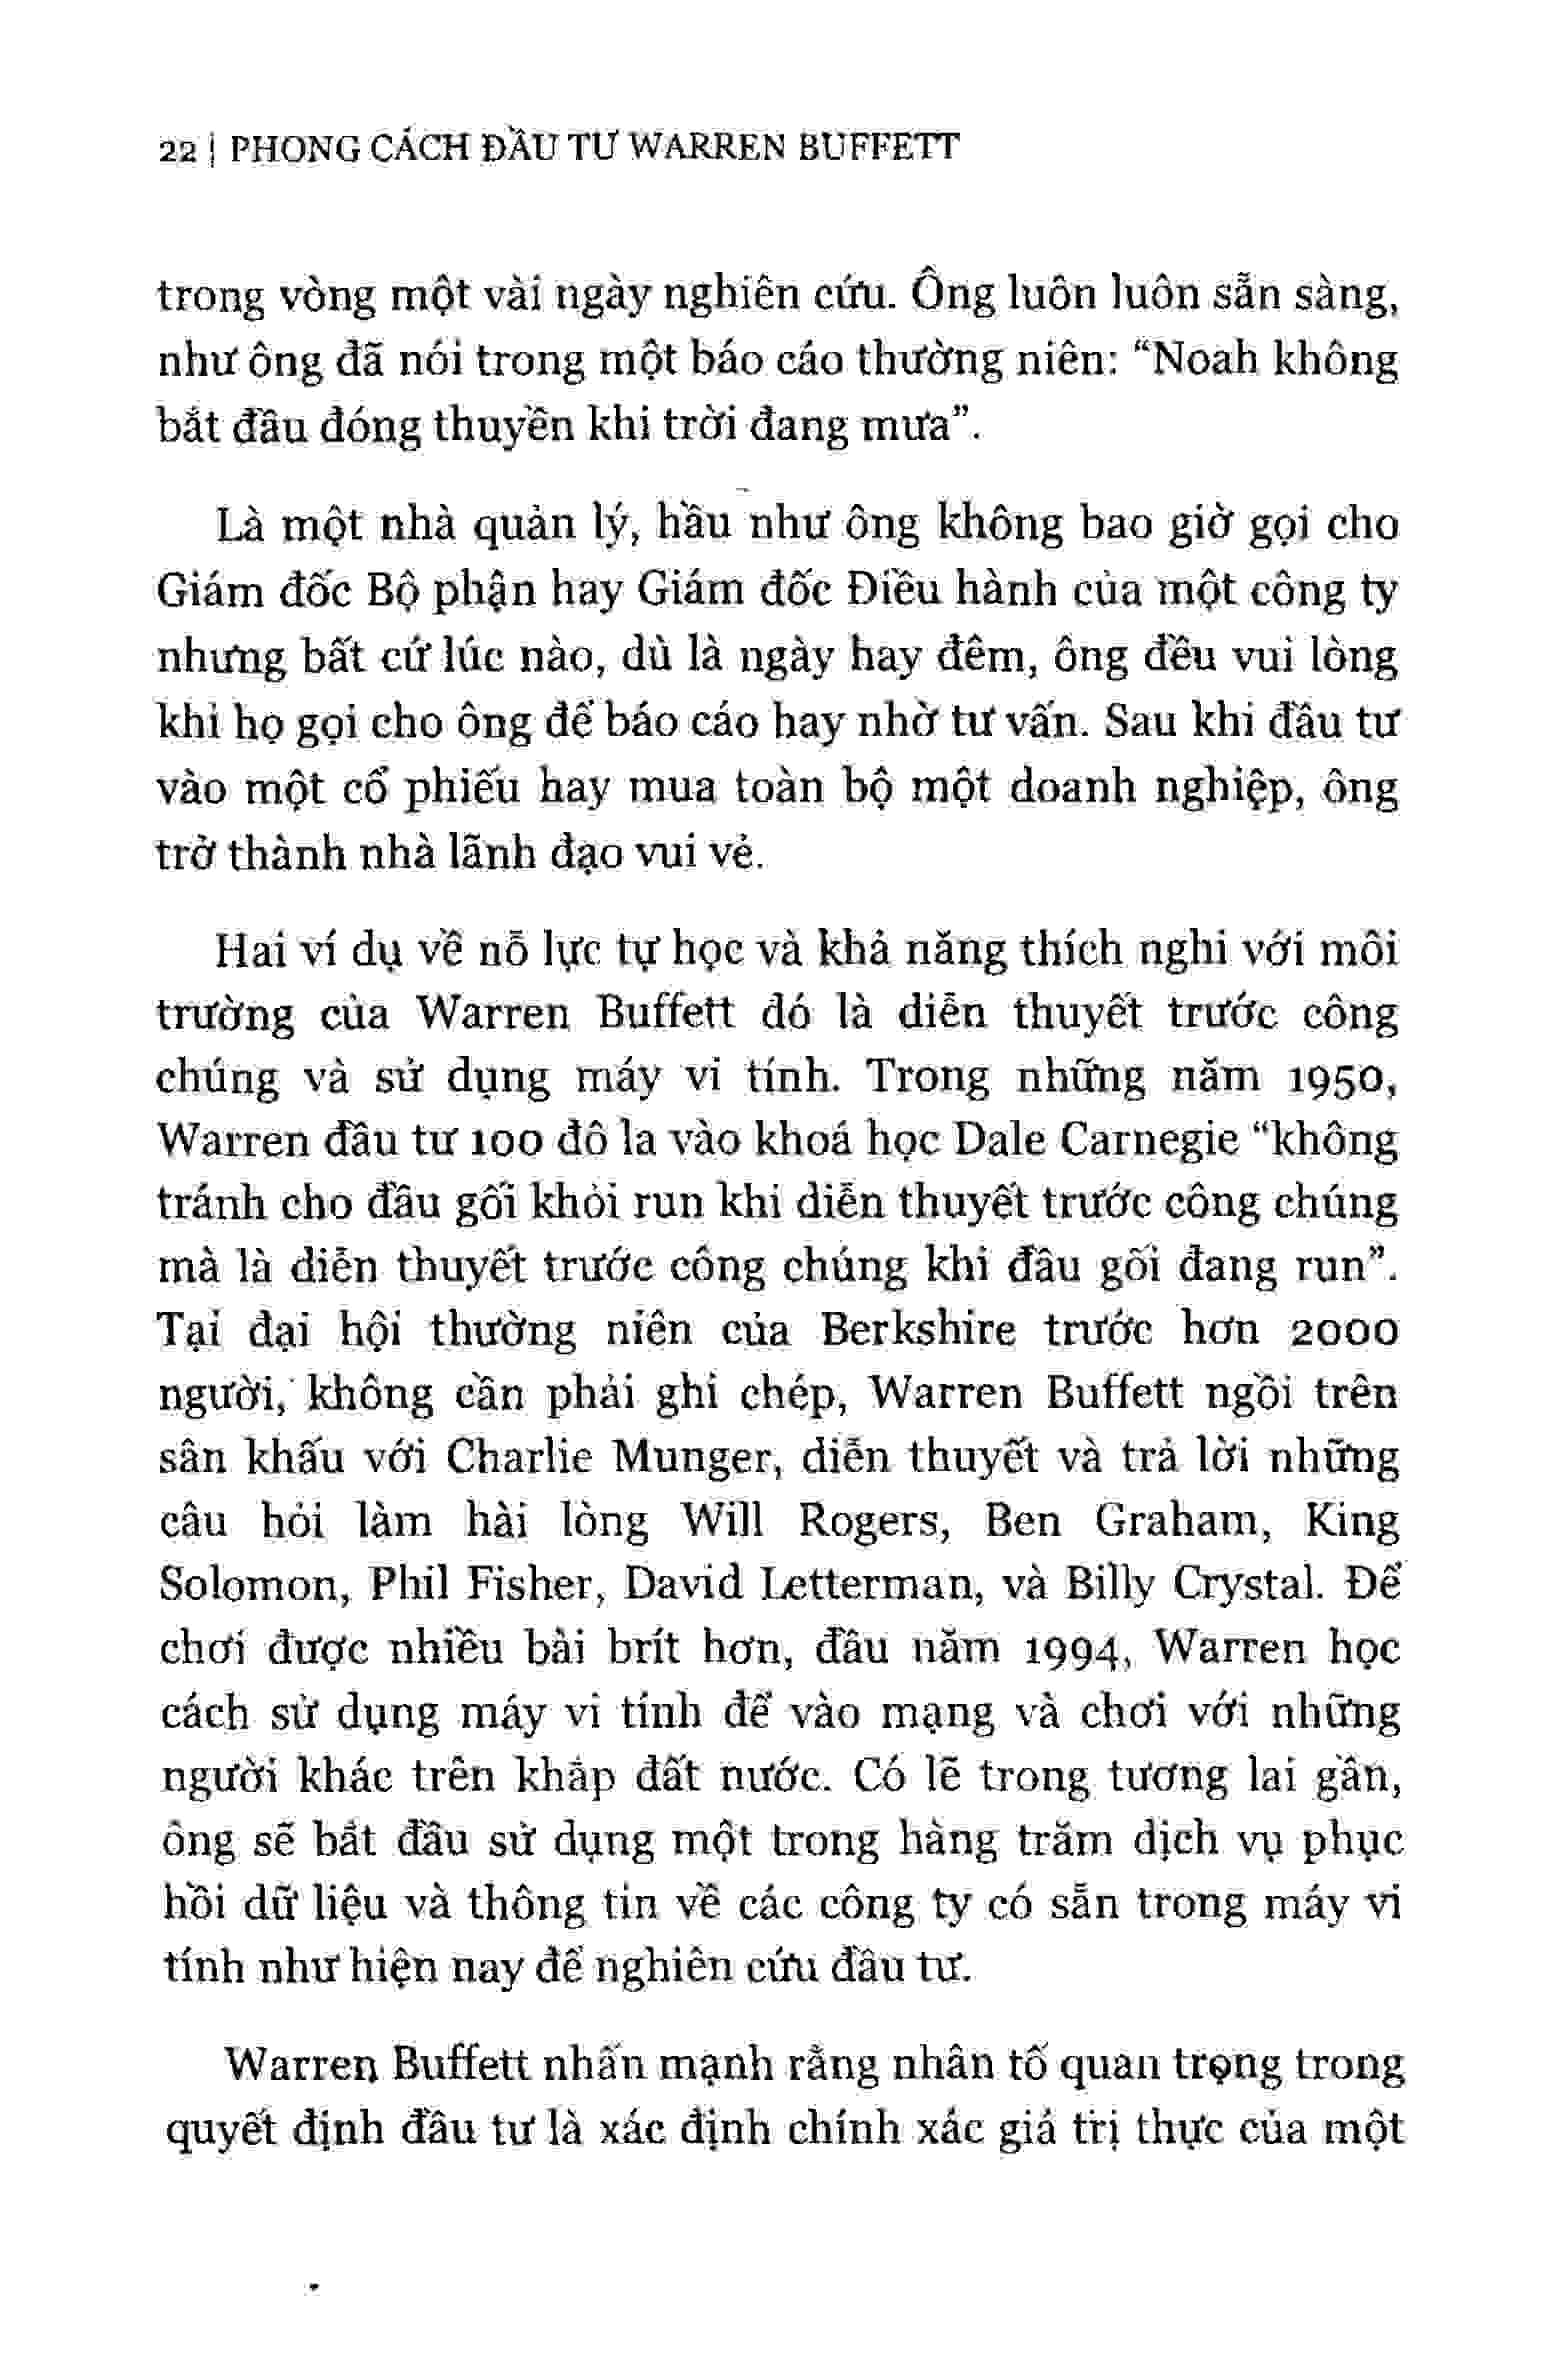 22 | PHONG CÁCH ĐẦU TƯ WARREN BUFFETT
trong vòng một vài ngày nghiên cứu. Ông luôn luôn sẵn sàng,
như ông đã nói trong một báo cáo thường niên: “Noah không
bắt đầu đóng thuyền khi trời đang mưa”.
Là một nhà quản lý, hầu như ông không bao giờ gọi cho
Giám đốc Bộ phận hay Giám đốc Điều hành của một công ty
nhưng bất cứ lúc nào, dù là ngày hay đêm, ông đều vui lòng
khi họ gọi cho ông để báo cáo hay nhờ tư vấn. Sau khi đầu tư
vào một cổ phiếu hay mua toàn bộ một doanh nghiệp, ông
trở thành nhà lãnh đạo vui vẻ.
Hai ví dụ về nỗ lực tự học và khả năng thích nghi với môi
trường của Warren Buffett đó là diễn thuyết trước công
chúng và sử dụng máy vi tính. Trong những năm 1950,
Warren đầu tư 100 đô la vào khoá học Dale Carnegie “không
tránh cho đầu gối khỏi run khi diễn thuyết trước công chúng
mà là diễn thuyết trước công chúng khi đầu gối đang run”.
Tại đại hội thường niên của Berkshire trước hơn 2000
người, không cần phải ghi chép, Warren Buffett ngồi trên
sân khấu với Charlie Munger, diễn thuyết và trả lời những
câu hỏi làm hài lòng Will Rogers, Ben Graham, King
Solomon, Phil Fisher, David Letterman, và Billy Crystal. Để
chơi được nhiều bài brít hơn, đầu năm 1994, Warren học
cách sử dụng máy vi tính để vào mạng và chơi với những
người khác trên khắp đất nước. Có lẽ trong tương lai gần,
ông sẽ bắt đầu sử dụng một trong hàng trăm dịch vụ phục
hồi dữ liệu và thông tin về các công ty có sẵn trong máy vi
tính như hiện nay để nghiên cứu đầu tư.
Warren Buffett nhấn mạnh rằng nhân tố quan trọng trong
quyết định đầu tư là xác định chính xác giá trị thực của một